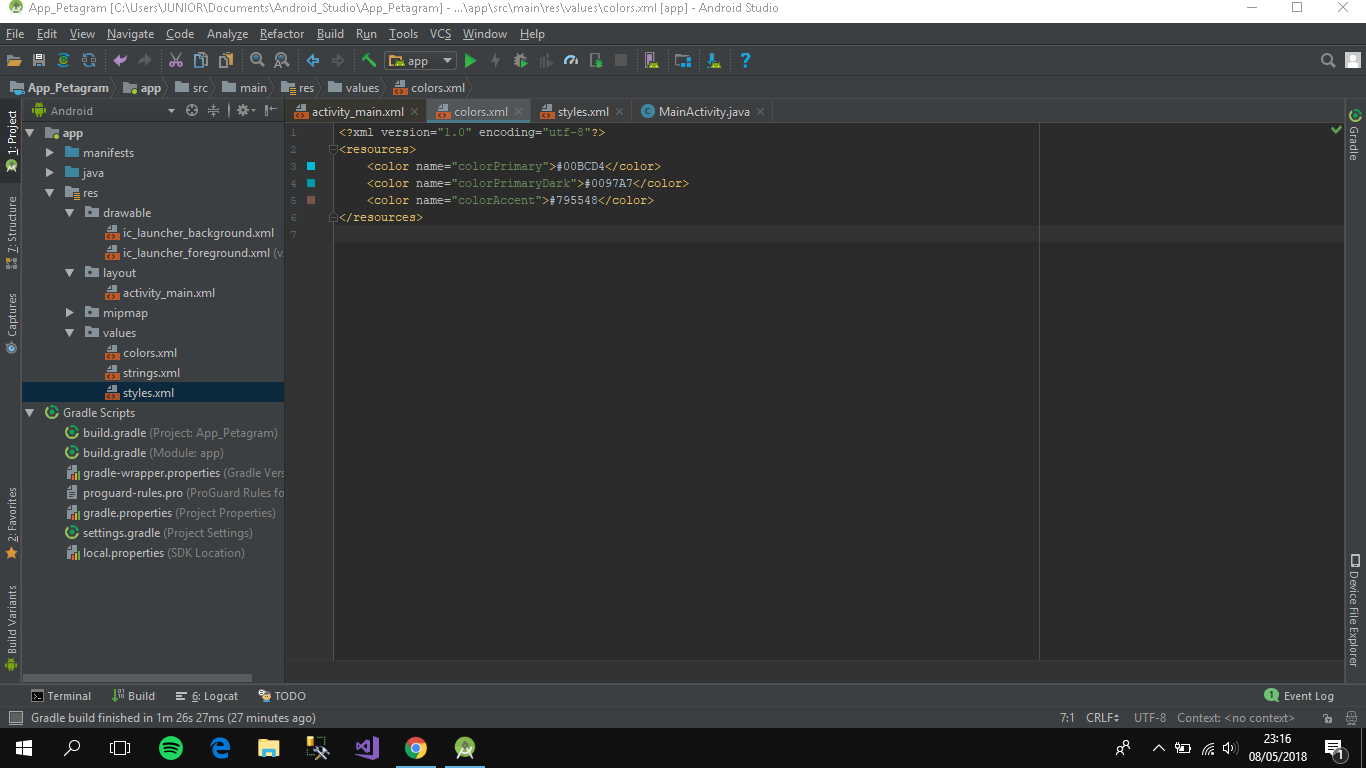 App_Petagram [C:\Users\JUNIOR\Documents\Android_Studio\App_Petagram] - ...\app\src\main\res\values\colors.xml [app] - Android Studio
File Edit View Navigate Code Analyze Refactor Build Run Tools VCS Window Help
app
App_Petagram app src main res values colors.xml
Android
activity_main.xml colors.xml styles.xml MainActivity.java
1: Project
7: Structure
Captures
2: Favorites
Build Variants
app
manifests
java
res
drawable
ic_launcher_background.xml
ic_launcher_foreground.xml (v
layout
activity_main.xml
mipmap
values
colors.xml
strings.xml
styles.xml
Gradle Scripts
build.gradle (Project: App_Petagram)
build.gradle (Module: app)
gradle-wrapper.properties (Gradle Vers
proguard-rules.pro (ProGuard Rules fo
gradle.properties (Project Properties)
settings.gradle (Project Settings)
local.properties (SDK Location)
1 <?xml version="1.0" encoding="utf-8"?>
2 <resources>
3 <color name="colorPrimary">#00BCD4</color>
4 <color name="colorPrimaryDark">#0097A7</color>
5 <color name="colorAccent">#795548</color>
6 </resources>
7
Gradle
Device File Explorer
Terminal Build 6: Logcat TODO 1 Event Log
Gradle build finished in 1m 26s 27ms (27 minutes ago) 7:1 CRLF UTF-8 Context: <no context>
23:16
08/05/2018
1